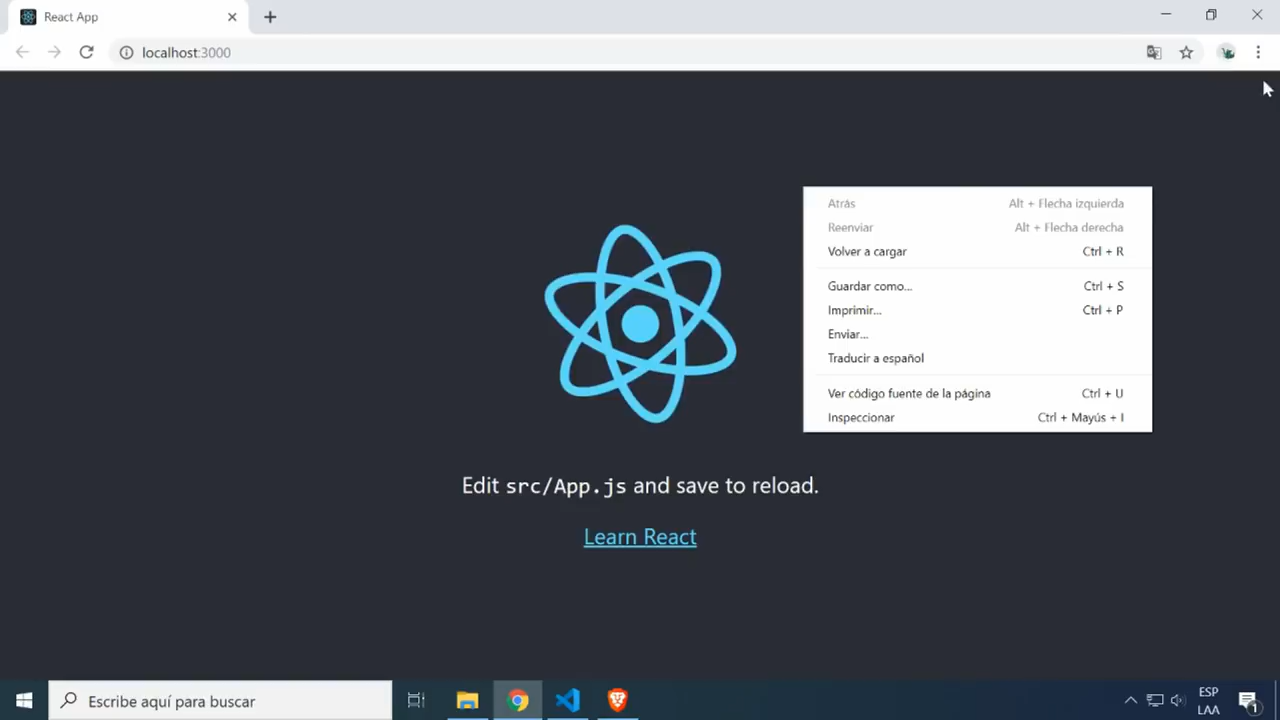 React App
localhost:3000
Atrás Alt + Flecha izquierda
Reenviar Alt + Flecha derecha
Volver a cargar Ctrl + R
Guardar como... Ctrl + S
Imprimir... Ctrl + P
Enviar...
Traducir a español
Ver código fuente de la página Ctrl + U
Inspeccionar Ctrl + Mayús + I
Edit src/App.js and save to reload.
Learn React
Escribe aquí para buscar
ESP
LAA
1